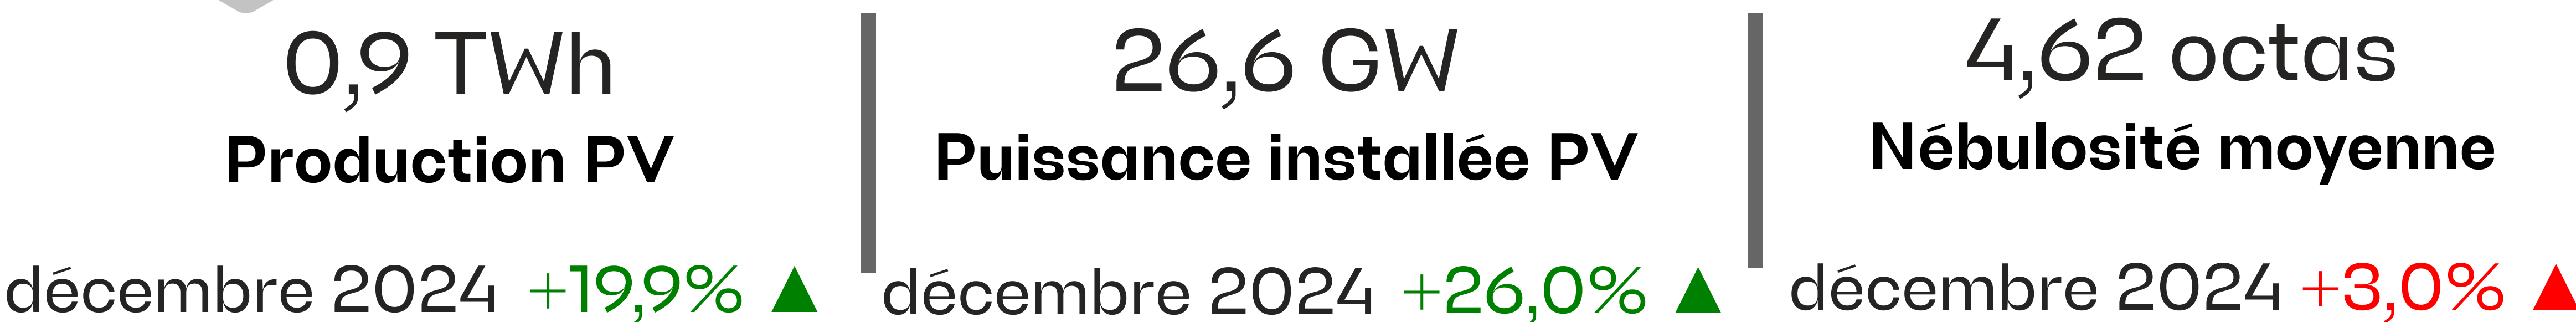 0,9 TWh
Production PV
décembre 2024 +19,9% ▲
26,6 GW
Puissance installée PV
décembre 2024 +26,0% ▲
4,62 octas
Nébulosité moyenne
décembre 2024 +3,0% ▲